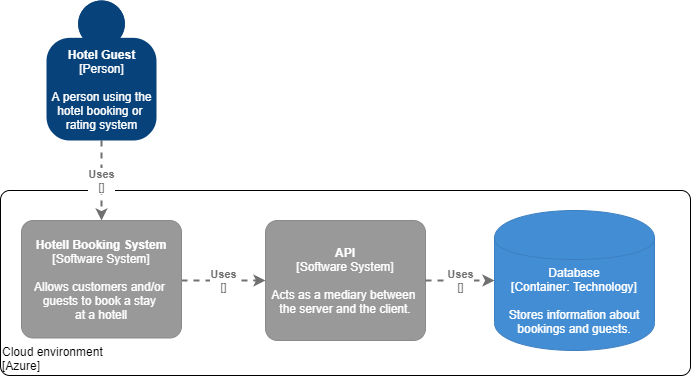 Hotel Guest
[Person]
A person using the
hotel booking or
rating system
Uses
[]
Hotell Booking System
[Software System]
Allows customers and/or
guests to book a stay
at a hotell
Uses
[]
API
[Software System]
Acts as a mediary between
the server and the client.
Uses
[]
Database
[Container: Technology]
Stores information about
bookings and guests.
Cloud environment
[Azure]